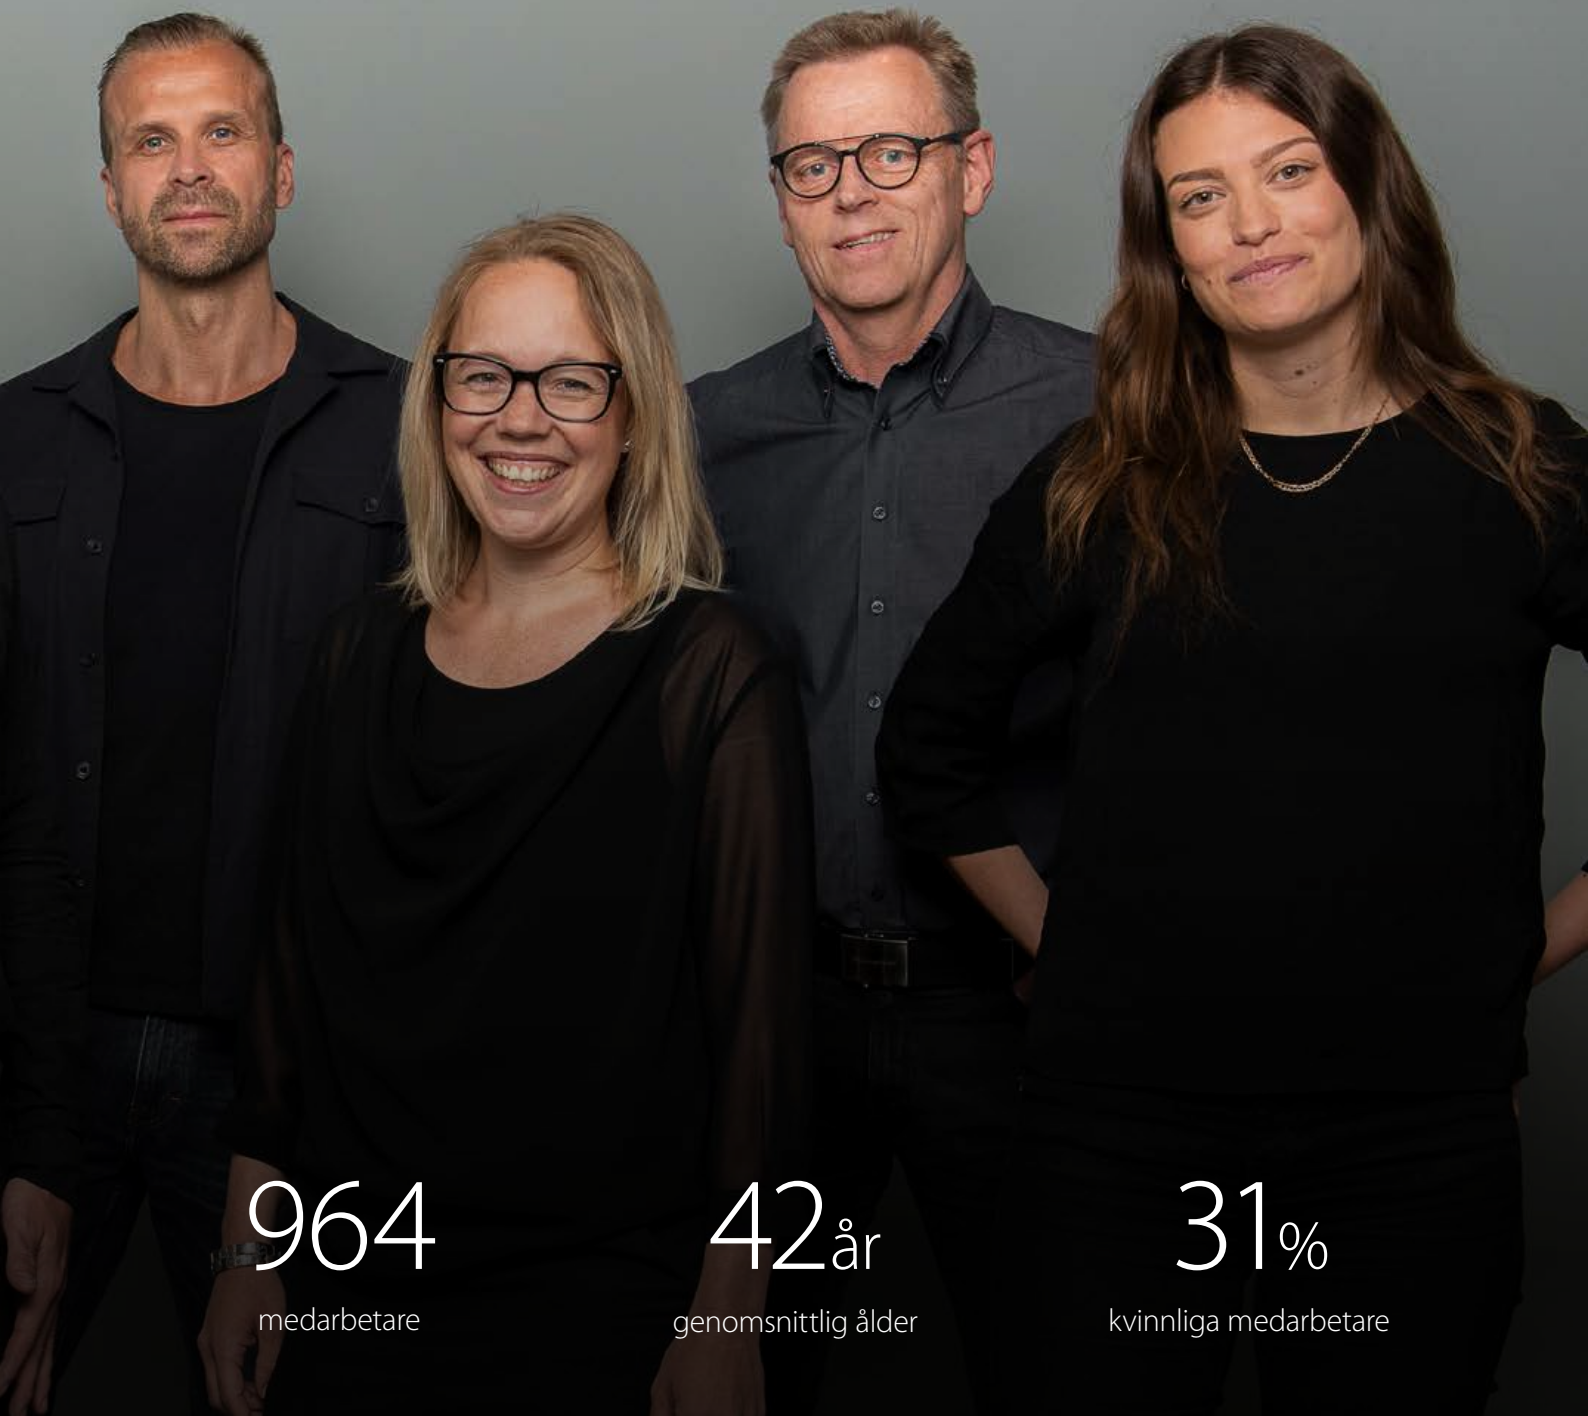 964
medarbetare
42år
genomsnittlig ålder
31%
kvinnliga medarbetare